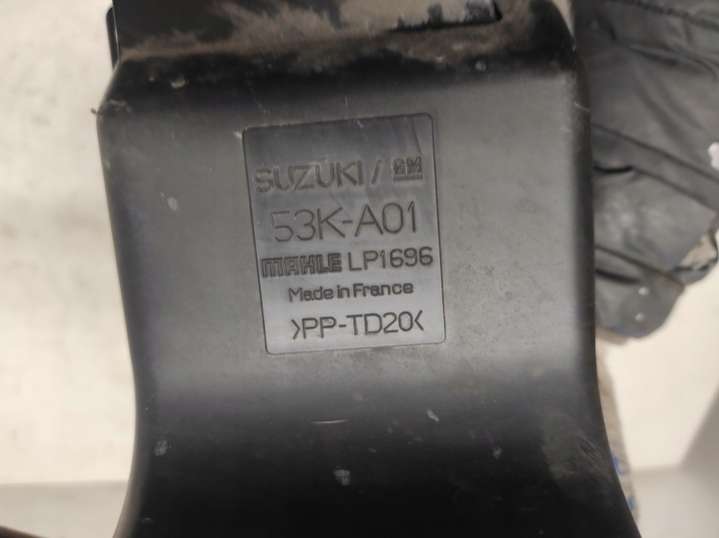 SUZUKI / GM
53K-A01
MAHLE LP1696
Made in France
>PP-TD20<